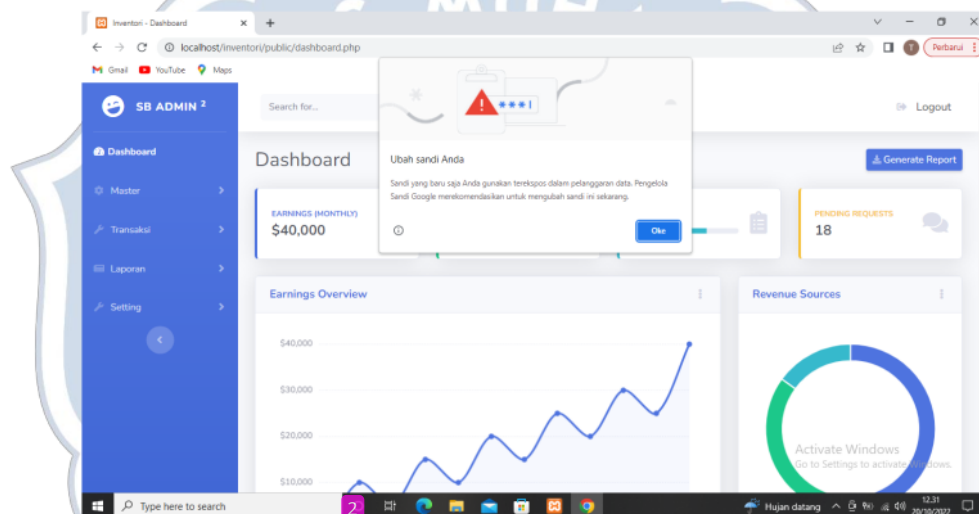 Inventori - Dashboard
localhost/inventori/public/dashboard.php
Perbarui
Gmail YouTube Maps
SB ADMIN 2
Search for...
Logout
Ubah sandi Anda
Sandi yang baru saja Anda gunakan terekspos dalam pelanggaran data. Pengelola
Sandi Google merekomendasikan untuk mengubah sandi ini sekarang.
Oke
Dashboard
Master
Transaksi
Laporan
Setting
Dashboard
Generate Report
EARNINGS (MONTHLY)
$40,000
PENDING REQUESTS
18
Earnings Overview
Revenue Sources
$40,000
$30,000
$20,000
$10,000
Activate Windows
Go to Settings to activate Windows.
Type here to search
2
Hujan datang
12.31
20/10/2022